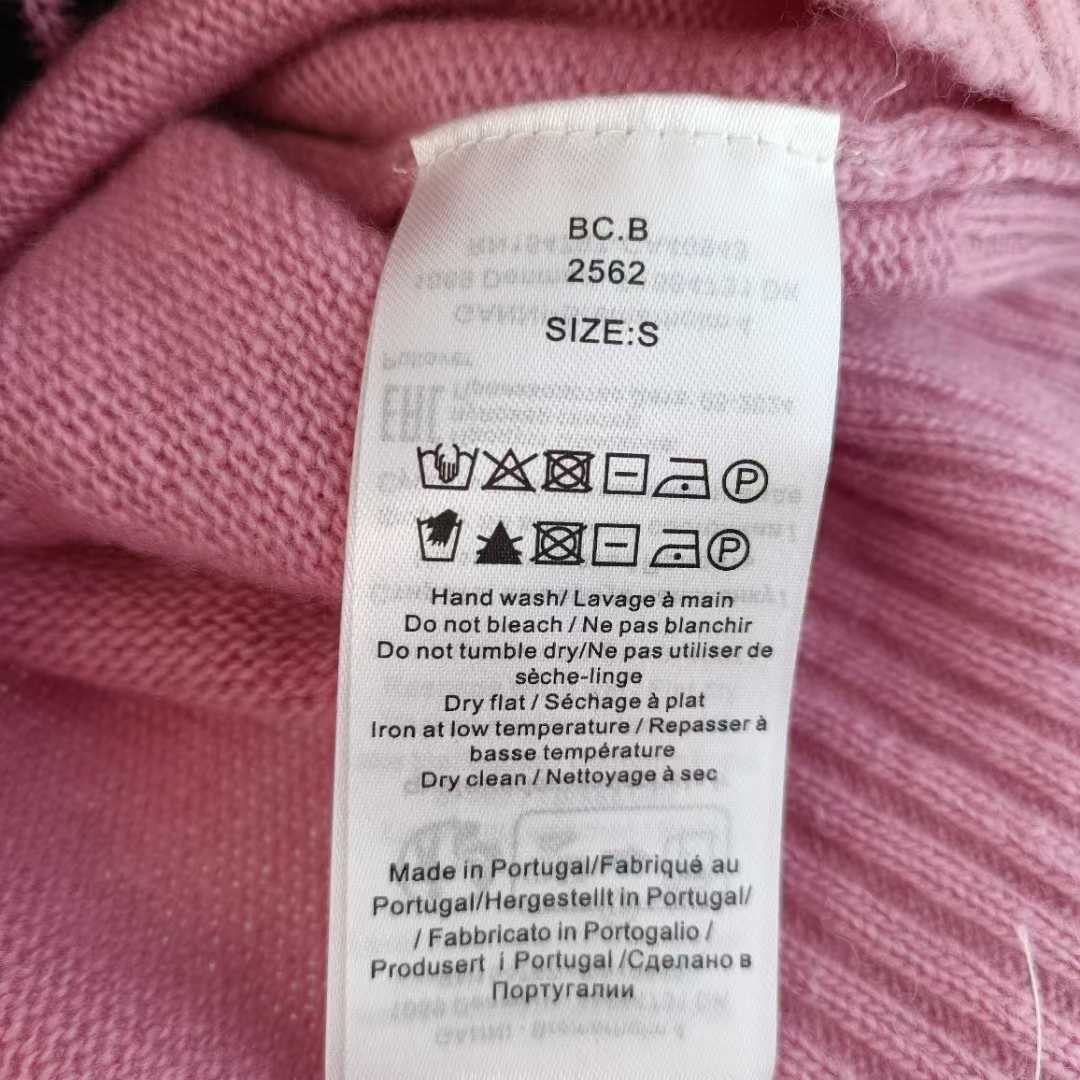 BC.B
2562
SIZE:S
Hand wash/ Lavage à main
Do not bleach / Ne pas blanchir
Do not tumble dry/Ne pas utiliser de
sèche-linge
Dry flat / Séchage à plat
Iron at low temperature / Repasser à
basse température
Dry clean / Nettoyage à sec
Made in Portugal/Fabriqué au
Portugal/Hergestellt in Portugal/
/ Fabbricato in Portogalio /
Produsert i Portugal /Сделано в
Португалии